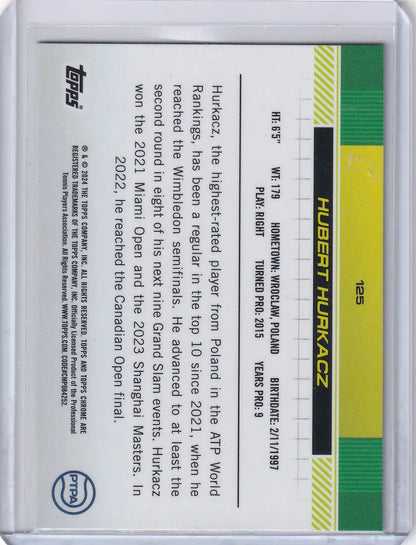 125
HUBERT HURKACZ
HT: 6'5" WT: 179 HOMETOWN: WROCLAW, POLAND BIRTHDATE: 2/11/1997
PLAY: RIGHT TURNED PRO: 2015 YEARS PRO: 9
Hurkacz, the highest-rated player from Poland in the ATP World
Rankings, has been a regular in the top 10 since 2021, when he
reached the Wimbledon semifinals. He advanced to at least the
second round in eight of his next nine Grand Slam events. Hurkacz
won the 2021 Miami Open and the 2023 Shanghai Masters. In
2022, he reached the Canadian Open final.
topps®
® & © 2024 THE TOPPS COMPANY, INC. ALL RIGHTS RESERVED. TOPPS AND TOPPS CHROME ARE
REGISTERED TRADEMARKS OF THE TOPPS COMPANY, INC. Officially Licensed Product of the Professional
Tennis Players Association. All Rights Reserved. WWW.TOPPS.COM. CODE#CMP084252.
PTPA